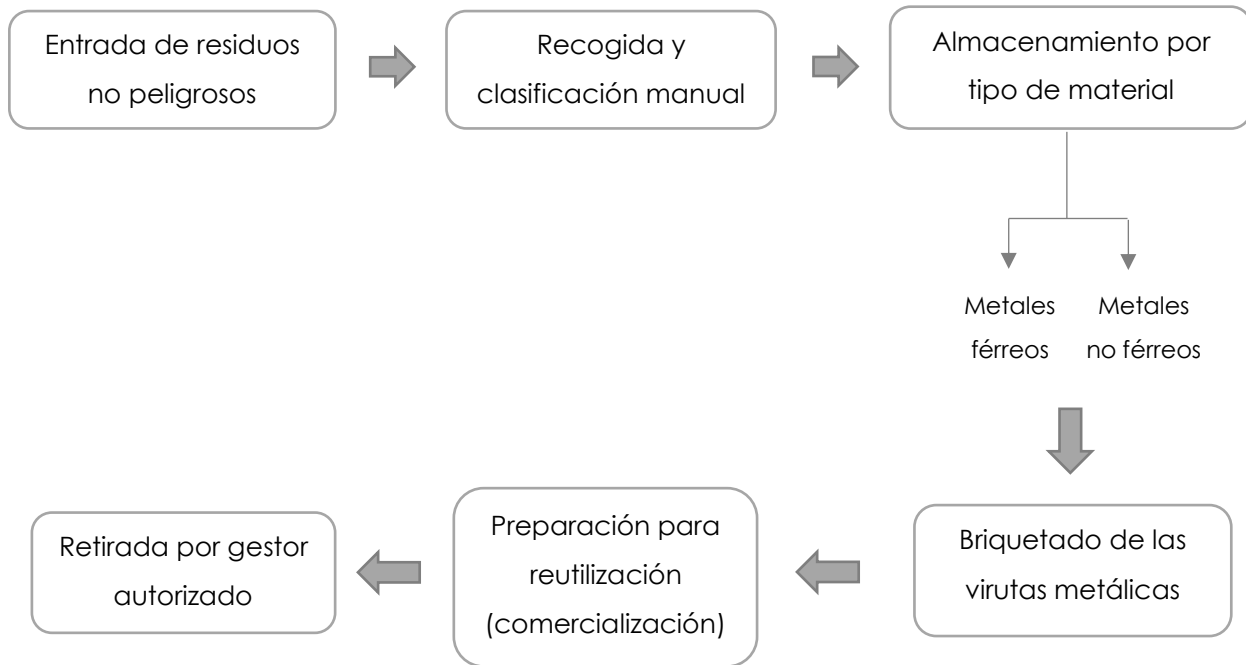 Entrada de residuos
no peligrosos
Recogida y
clasificación manual
Almacenamiento por
tipo de material
Metales
férreos
Metales
no férreos
Briquetado de las
virutas metálicas
Preparación para
reutilización
(comercialización)
Retirada por gestor
autorizado